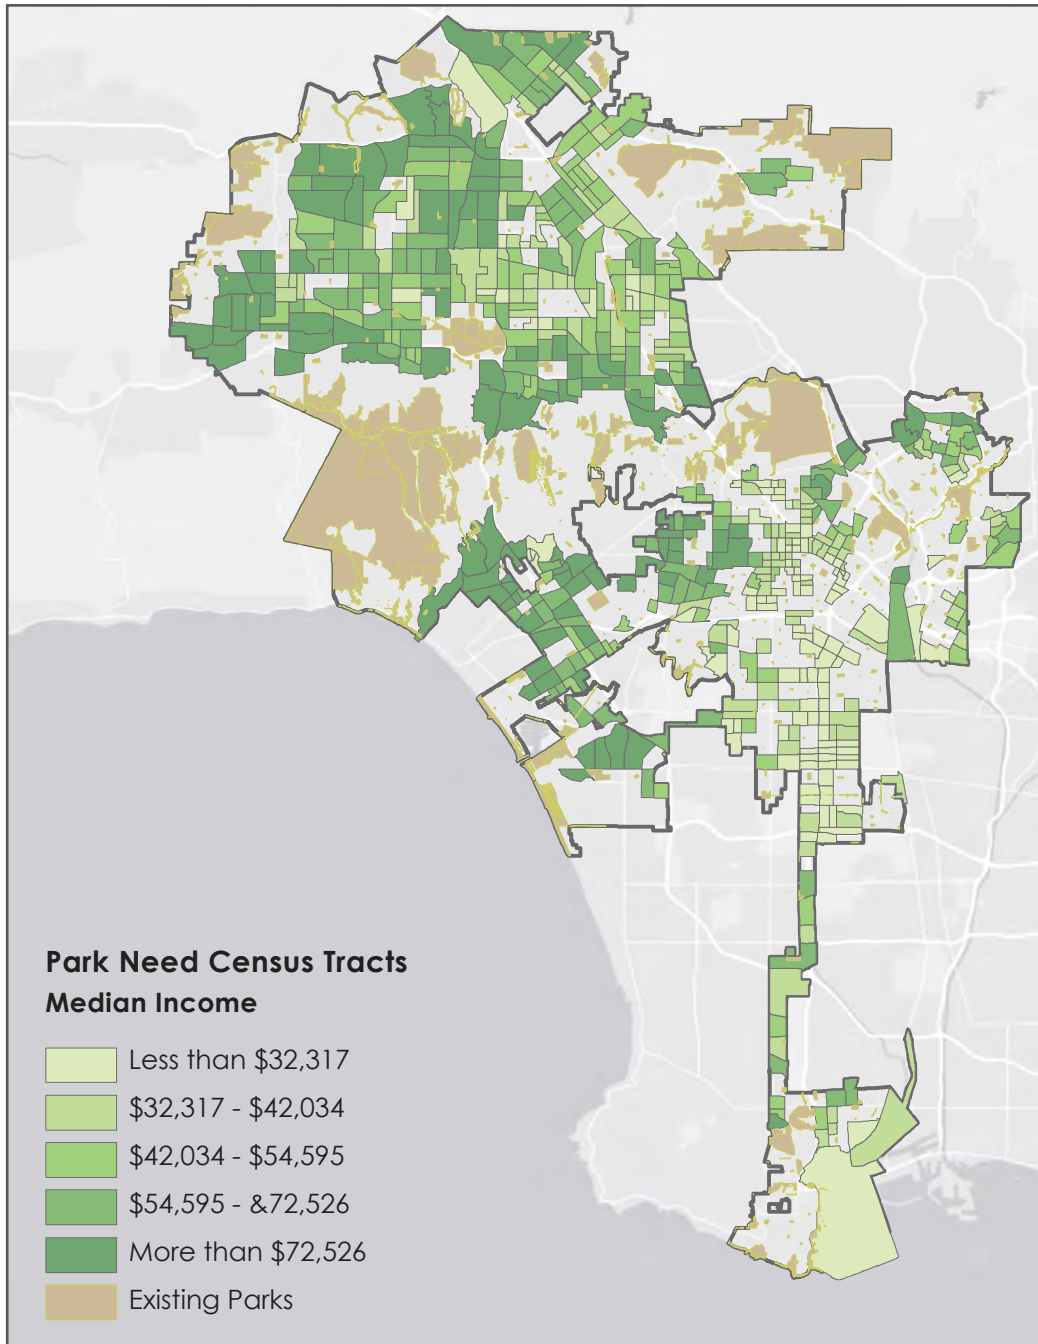 Park Need Census Tracts
Median Income
Less than $32,317
$32,317 - $42,034
$42,034 - $54,595
$54,595 - &72,526
More than $72,526
Existing Parks